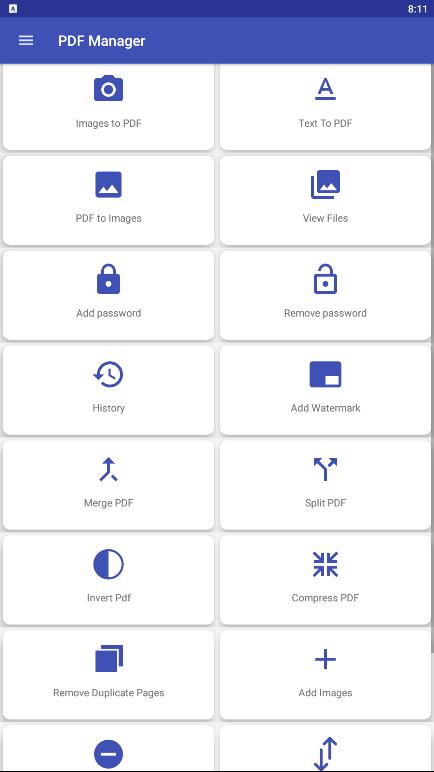 A
8:11
PDF Manager
Images to PDF
A
Text To PDF
PDF to Images
View Files
Add password
Remove password
History
Add Watermark
Merge PDF
Split PDF
Invert Pdf
Compress PDF
Remove Duplicate Pages
Add Images